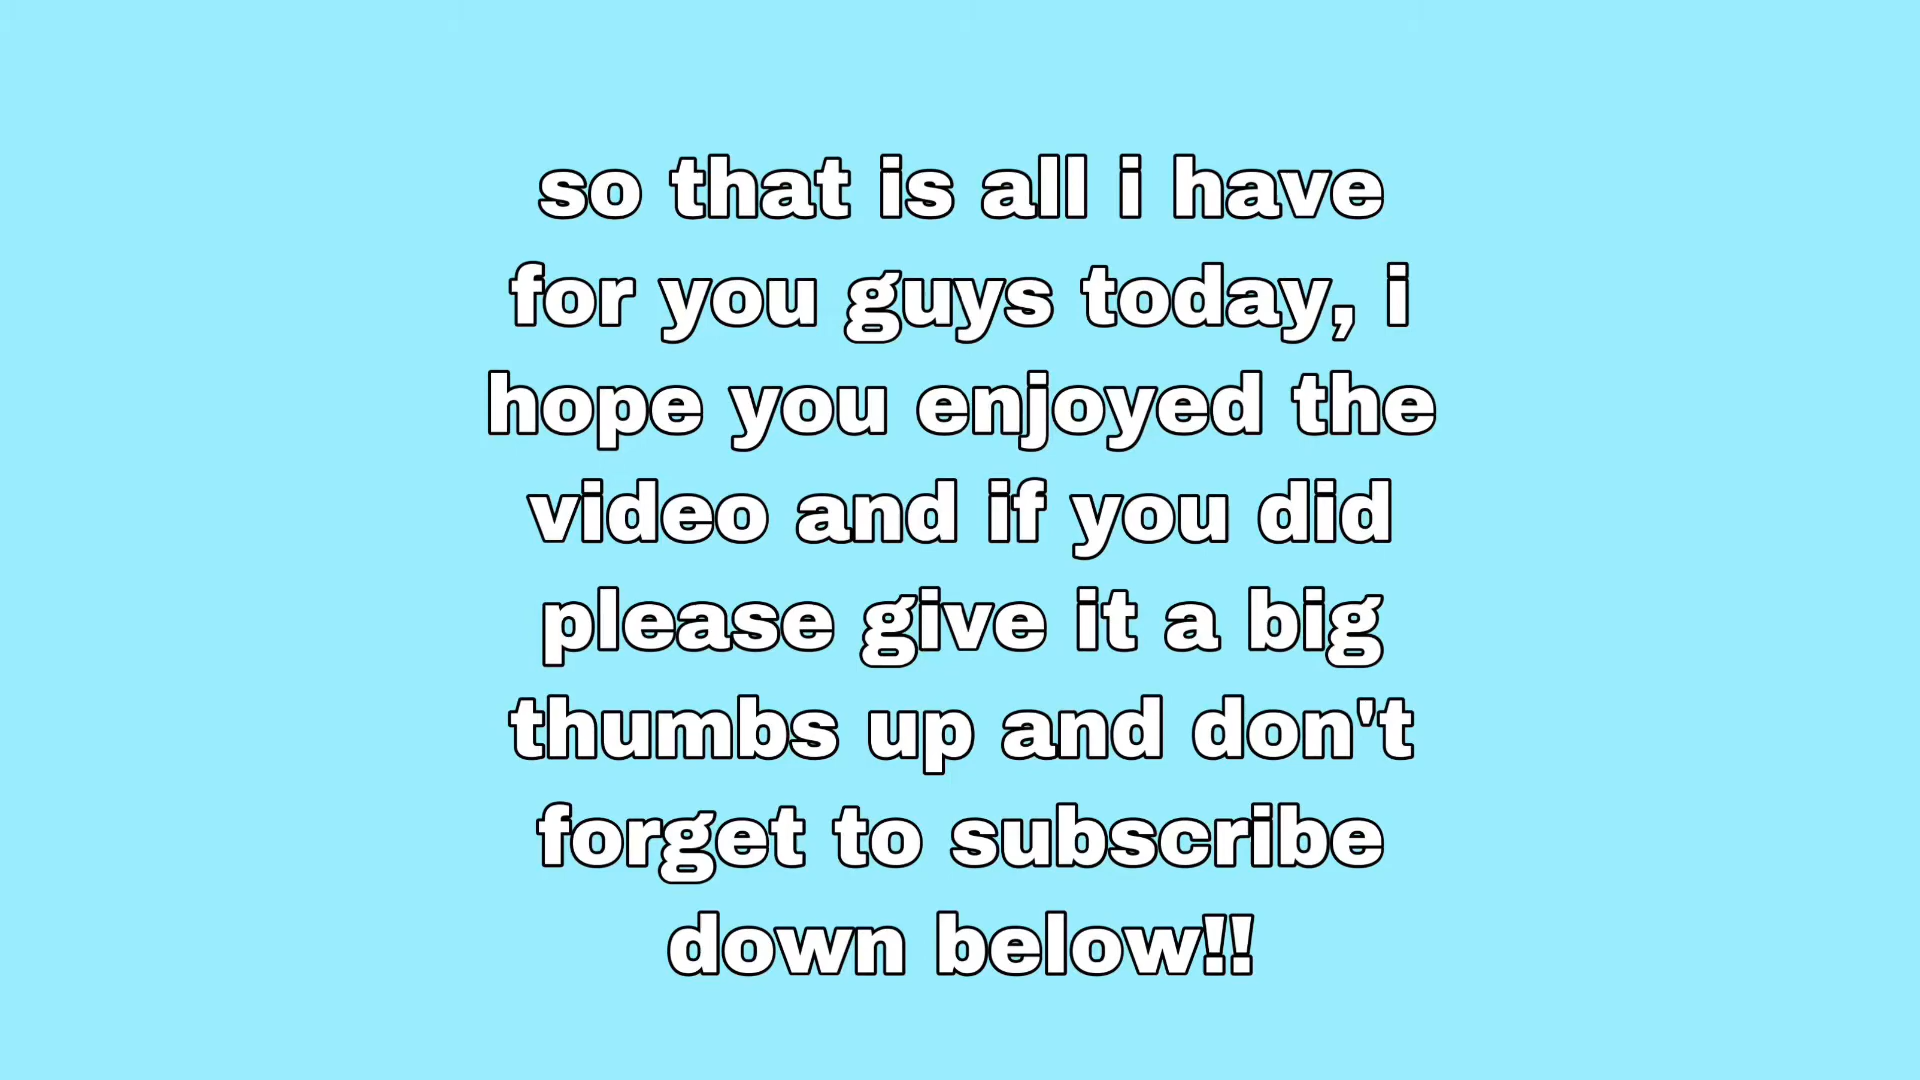 so that is all i have
for you guys today, i
hope you enjoyed the
video and if you did
please give it a big
thumbs up and don't
forget to subscribe
down below!!